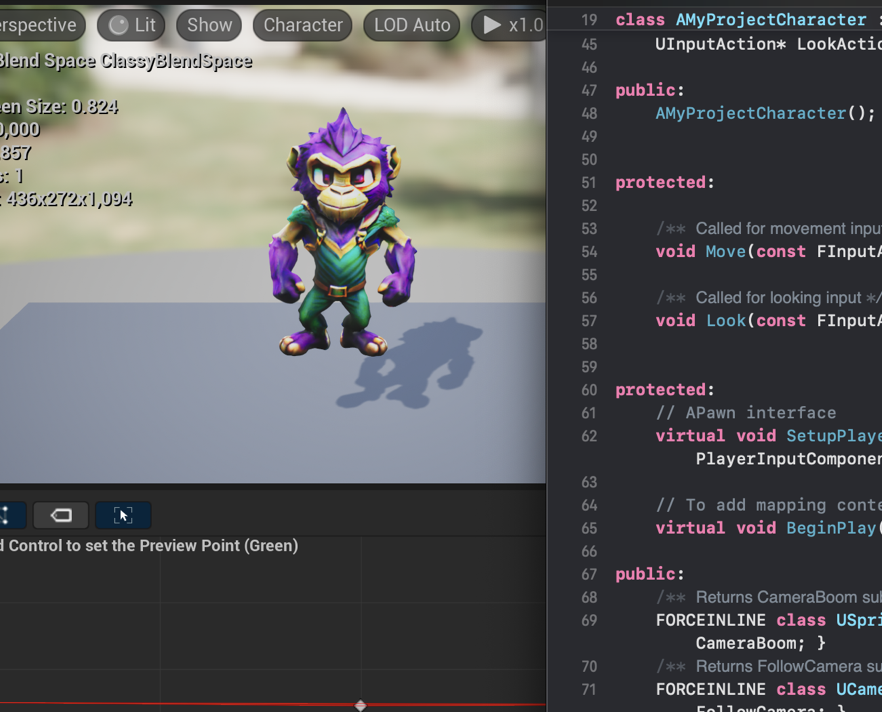 erspective
Lit
Show
Character
LOD Auto
x1.0
Blend Space ClassyBlendSpace
een Size: 0.824
0,000
857
s: 1
: 436x272x1,094
d Control to set the Preview Point (Green)
19 class AMyProjectCharacter :
45 UInputAction* LookActio
46
47 public:
48 AMyProjectCharacter();
49
50
51 protected:
52
53 /** Called for movement inpu
54 void Move(const FInputA
55
56 /** Called for looking input */
57 void Look(const FInputA
58
59
60 protected:
61 // APawn interface
62 virtual void SetupPlaye
PlayerInputComponen
63
64 // To add mapping conte
65 virtual void BeginPlay(
66
67 public:
68 /** Returns CameraBoom sub
69 FORCEINLINE class USpri
CameraBoom; }
70 /** Returns FollowCamera su
71 FORCEINLINE class UCame
FollowCamera; }